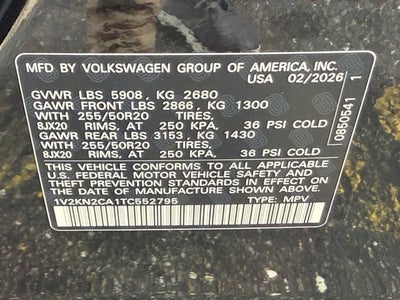 MFD BY VOLKSWAGEN GROUP OF AMERICA, INC.
USA 02/2026
GVWR LBS 5908, KG 2680
GAWR FRONT LBS 2866, KG 1300
WITH 255/50R20 TIRES,
8JX20 RIMS, AT 250 KPA, 36 PSI COLD
GAWR REAR LBS 3153, KG 1430
WITH 255/50R20 TIRES,
8JX20 RIMS, AT 250 KPA, 36 PSI COLD
THIS VEHICLE CONFORMS TO ALL APPLICABLE
U.S. FEDERAL MOTOR VEHICLE SAFETY AND
THEFT PREVENTION STANDARDS IN EFFECT ON
THE DATE OF MANUFACTURE SHOWN ABOVE.
1V2KN2CA1TC552795 TYPE: MPV
0850541 1